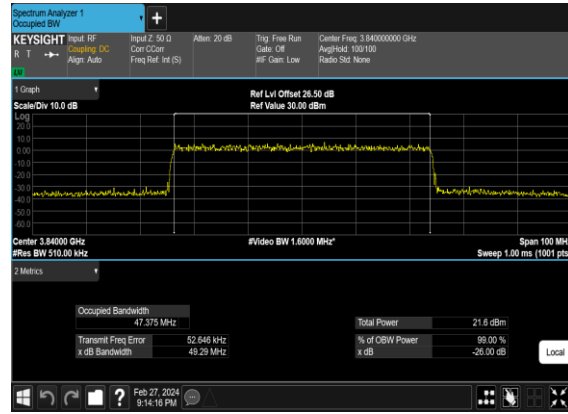 Spectrum Analyzer 1
Occupied BW
+
KEYSIGHT Input: RF Input Z: 50 Ω Atten: 20 dB Trig: Free Run Center Freq: 3.840000000 GHz
R T Coupling: DC Corr CCorr Gate: Off Avg|Hold: 100/100
Align: Auto Freq Ref: Int (S) #IF Gain: Low Radio Std: None
LXI
1 Graph
Ref Lvl Offset 26.50 dB
Scale/Div 10.0 dB Ref Value 30.00 dBm
Log
20.0
10.0
0.00
-10.0
-20.0
-30.0
-40.0
-50.0
-60.0
Center 3.84000 GHz #Video BW 1.6000 MHz* Span 100 MH
#Res BW 510.00 kHz Sweep 1.00 ms (1001 pts
2 Metrics
Occupied Bandwidth
47.375 MHz Total Power 21.6 dBm
Transmit Freq Error 52.646 kHz % of OBW Power 99.00 %
x dB Bandwidth 49.29 MHz x dB -26.00 dB
Local
? Feb 27, 2024
9:14:16 PM